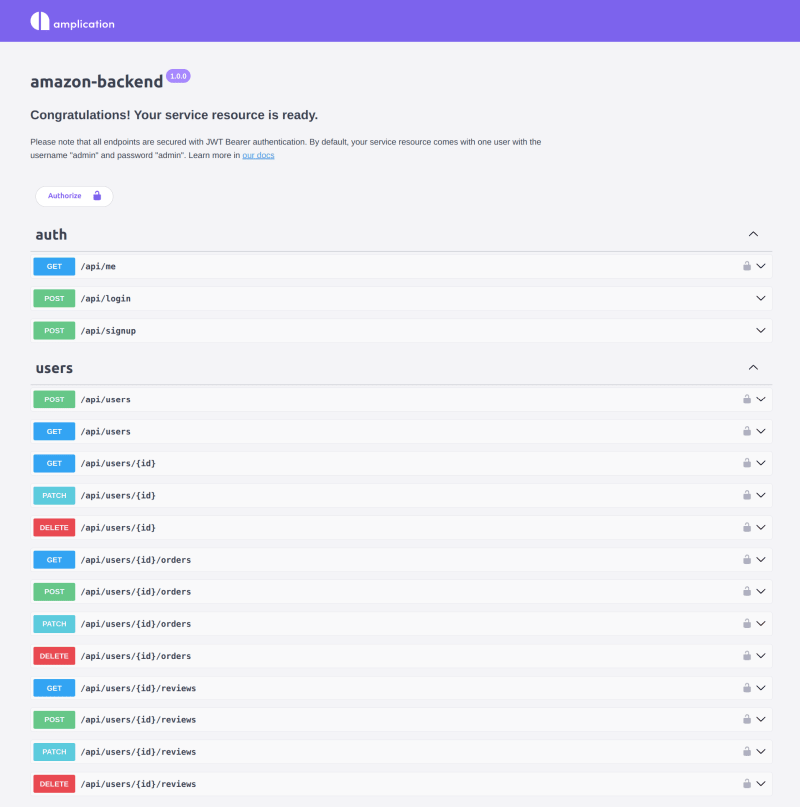 amplication
amazon-backend 1.0.0
Congratulations! Your service resource is ready.
Please note that all endpoints are secured with JWT Bearer authentication. By default, your service resource comes with one user with the
username "admin" and password "admin". Learn more in our docs
Authorize
auth
GET /api/me
POST /api/login
POST /api/signup
users
POST /api/users
GET /api/users
GET /api/users/{id}
PATCH /api/users/{id}
DELETE /api/users/{id}
GET /api/users/{id}/orders
POST /api/users/{id}/orders
PATCH /api/users/{id}/orders
DELETE /api/users/{id}/orders
GET /api/users/{id}/reviews
POST /api/users/{id}/reviews
PATCH /api/users/{id}/reviews
DELETE /api/users/{id}/reviews